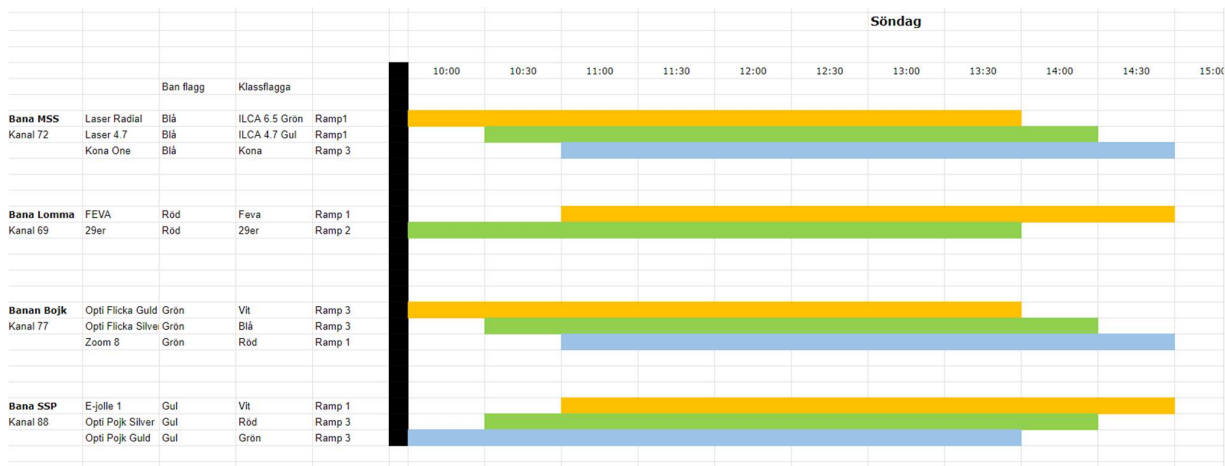 Söndag
10:00 10:30 11:00 11:30 12:00 12:30 13:00 13:30 14:00 14:30 15:00
Ban flagg Klassflagga
Bana MSS Laser Radial Blå ILCA 6.5 Grön Ramp1
Kanal 72 Laser 4.7 Blå ILCA 4.7 Gul Ramp1
Kona One Blå Kona Ramp 3
Bana Lomma FEVA Röd Feva Ramp 1
Kanal 69 29er Röd 29er Ramp 2
Banan Bojk Opti Flicka Guld Grön Vit Ramp 3
Kanal 77 Opti Flicka Silve Grön Blå Ramp 3
Zoom 8 Grön Röd Ramp 1
Bana SSP E-jolle 1 Gul Vit Ramp 1
Kanal 88 Opti Pojk Silver Gul Röd Ramp 3
Opti Pojk Guld Gul Grön Ramp 3